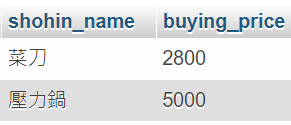 shohin_name buying_price
菜刀 2800
壓力鍋 5000